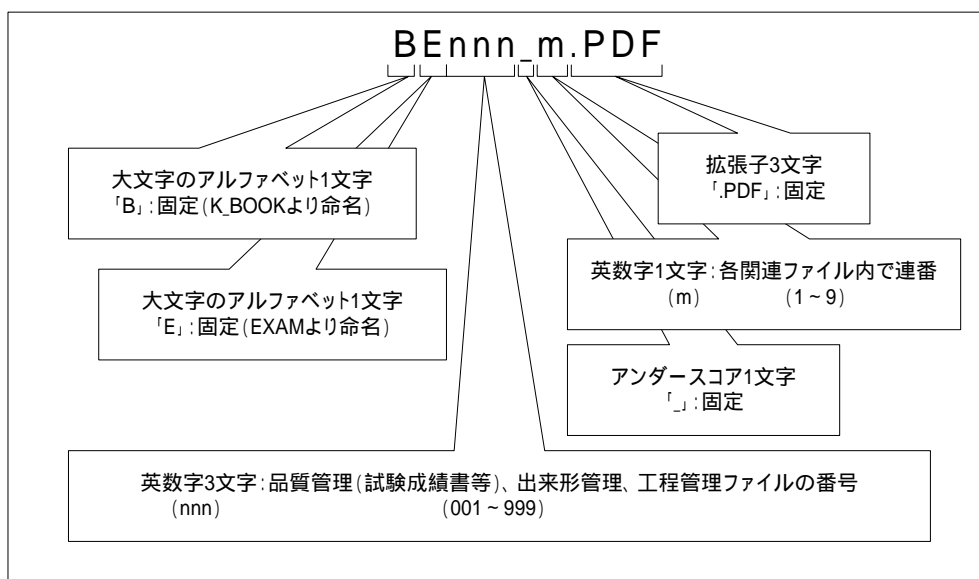 BEnnn_m.PDF
大文字のアルファベット1文字
「B」:固定(K_BOOKより命名)
拡張子3文字
「.PDF」:固定
英数字1文字:各関連ファイル内で連番
(m) (1~9)
大文字のアルファベット1文字
「E」:固定(EXAMより命名)
アンダースコア1文字
「_」:固定
英数字3文字:品質管理(試験成績書等)、出来形管理、工程管理ファイルの番号
(nnn) (001~999)